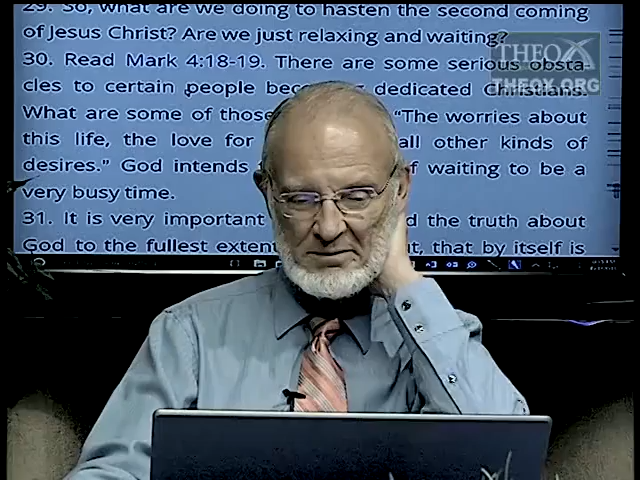 29. So, what are we doing to hasten the second coming
of Jesus Christ? Are we just relaxing and waiting?
30. Read Mark 4:18-19. There are some serious obsta-
cles to certain people bec dedicated Christians.
What are some of those "The worries about
this life, the love for all other kinds of
desires." God intends of waiting to be a
very busy time.
31. It is very important d the truth about
God to the fullest extent t, that by itself is
THEOX
THEOX.ORG